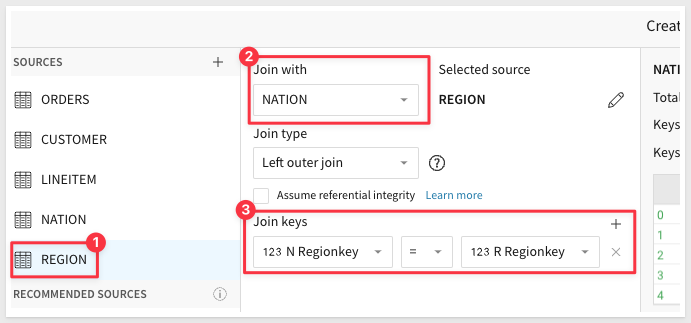 Creat
SOURCES +
2
Join with
Selected source
NATI
ORDERS
NATION
REGION
Total
CUSTOMER
Join type
Keys
LINEITEM
Left outer join
?
Keys
Assume referential integrity Learn more
NATION
3
Join keys +
0
1
REGION
123 N Regionkey
=
123 R Regionkey
×
1
2
3
RECOMMENDED SOURCES
4